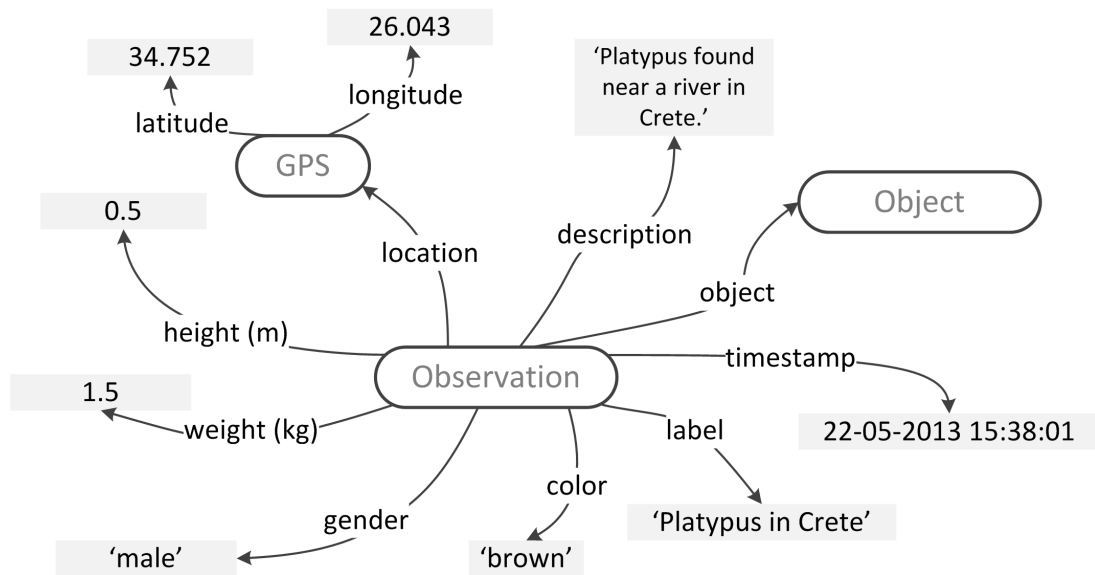 26.043
34.752
‘Platypus found
near a river in
Crete.’
longitude
latitude
GPS
Object
0.5
description
location
object
height (m)
timestamp
Observation
1.5
weight (kg)
label
22-05-2013 15:38:01
color
gender
‘Platypus in Crete’
‘male’
‘brown’